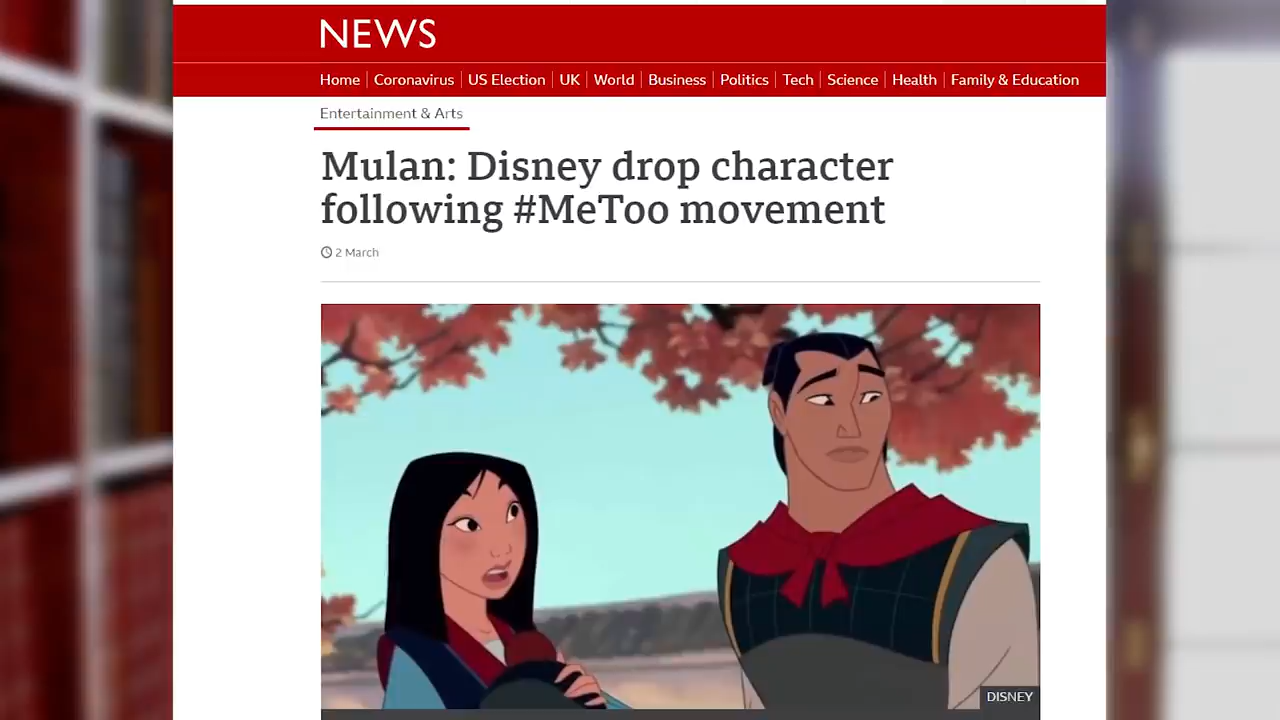 NEWS
Home Coronavirus US Election UK World Business Politics Tech Science Health Family & Education
Entertainment & Arts
Mulan: Disney drop character
following #MeToo movement
2 March
DISNEY